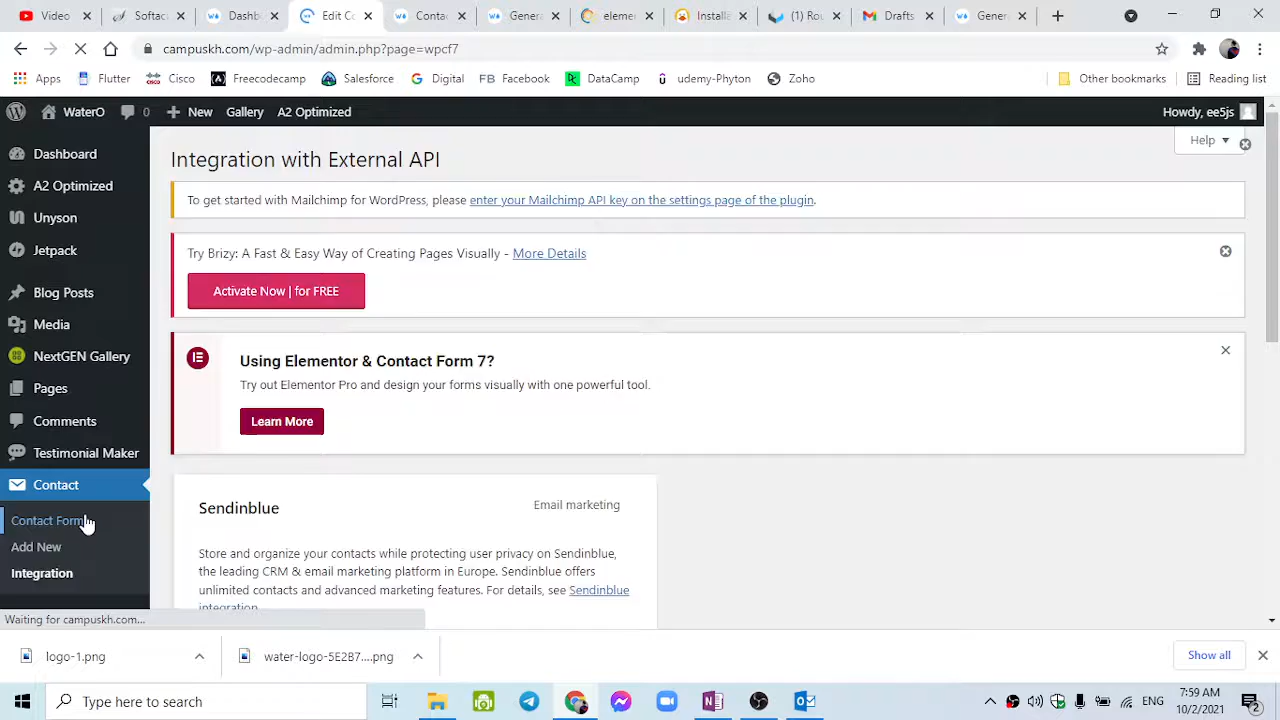 Video
Softac
Dashb
Edit Co
Contac
Genera
elemen
Installa
(1) Rou
Gmail
Drafts
Genera
campuskh.com/wp-admin/admin.php?page=wpcf7
Apps
Flutter
Cisco
Freecodecamp
Salesforce
Digital
FB Facebook
DataCamp
udemy-Phyton
Zoho
Other bookmarks
Reading list
WaterO
0
New
Gallery
A2 Optimized
Howdy, ee5js
Dashboard
A2 Optimized
Unyson
Jetpack
Blog Posts
Media
NextGEN Gallery
Pages
Comments
Testimonial Maker
Contact
Contact Form
Add New
Integration
Help
Integration with External API
To get started with Mailchimp for WordPress, please enter your Mailchimp API key on the settings page of the plugin.
Try Brizy: A Fast & Easy Way of Creating Pages Visually - More Details
Activate Now | for FREE
Using Elementor & Contact Form 7?
Try out Elementor Pro and design your forms visually with one powerful tool.
Learn More
Sendinblue
Email marketing
Store and organize your contacts while protecting user privacy on Sendinblue,
the leading CRM & email marketing platform in Europe. Sendinblue offers
unlimited contacts and advanced marketing features. For details, see Sendinblue
integration.
Waiting for campuskh.com...
logo-1.png
water-logo-5E2B7....png
Show all
Type here to search
ENG
7:59 AM
10/2/2021
2